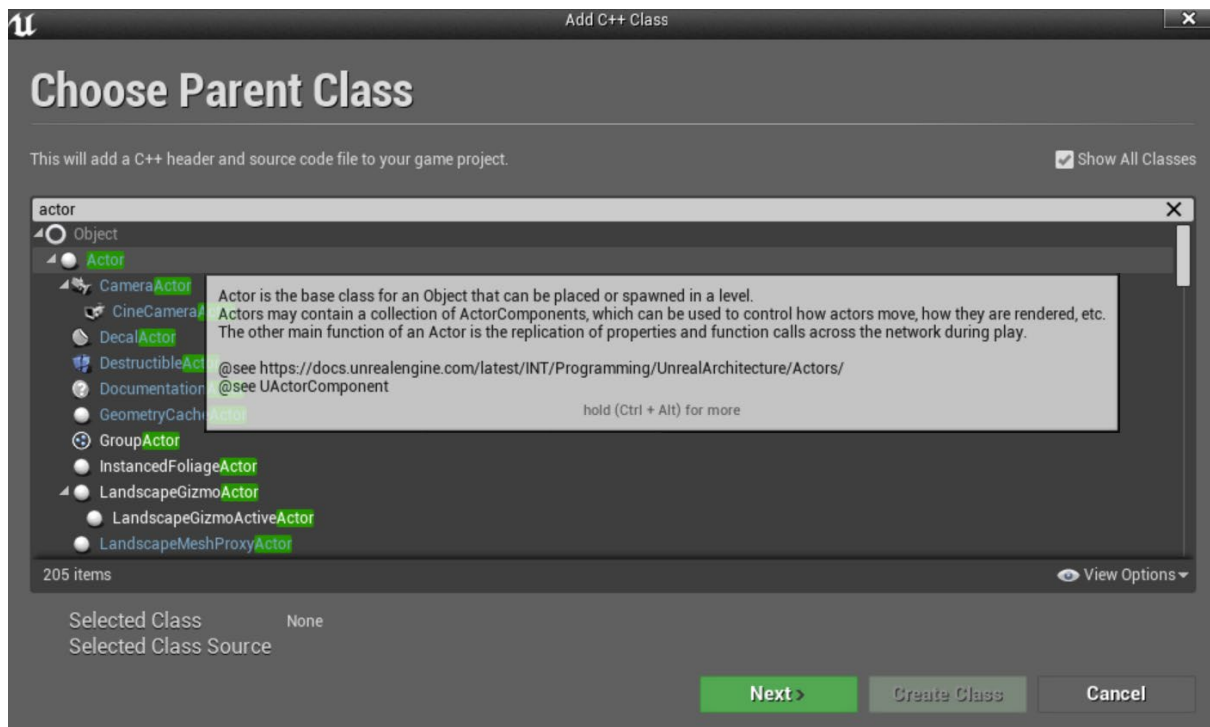 Add C++ Class
Choose Parent Class
This will add a C++ header and source code file to your game project.
Show All Classes
actor
Object
Actor
CameraActor
CineCamera
DecalActor
DestructibleAct
Documentation
GeometryCacheActor
GroupActor
InstancedFoliageActor
LandscapeGizmoActor
LandscapeGizmoActiveActor
LandscapeMeshProxyActor
Actor is the base class for an Object that can be placed or spawned in a level.
Actors may contain a collection of ActorComponents, which can be used to control how actors move, how they are rendered, etc.
The other main function of an Actor is the replication of properties and function calls across the network during play.
@see https://docs.unrealengine.com/latest/INT/Programming/UnrealArchitecture/Actors/
@see UActorComponent
hold (Ctrl + Alt) for more
205 items
View Options
Selected Class None
Selected Class Source
Next
Create Class
Cancel